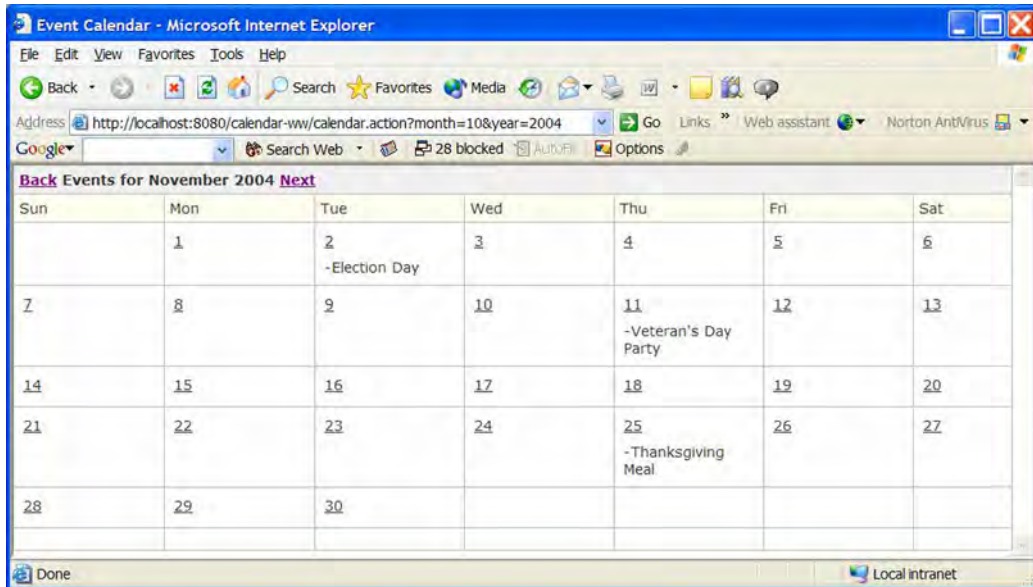 Event Calendar - Microsoft Internet Explorer
File Edit View Favorites Tools Help
Back Search Favorites Media W
Address http://localhost:8080/calendar-ww/calendar.action?month=10&year=2004 Go Links » Web assistant Norton AntiVirus
Google Search Web 28 blocked AutoFill Options
Back Events for November 2004 Next
Sun Mon Tue Wed Thu Fri Sat
1 2 3 4 5 6
-Election Day
7 8 9 10 11 12 13
-Veteran's Day
Party
14 15 16 17 18 19 20
21 22 23 24 25 26 27
-Thanksgiving
Meal
28 29 30
Done Local intranet